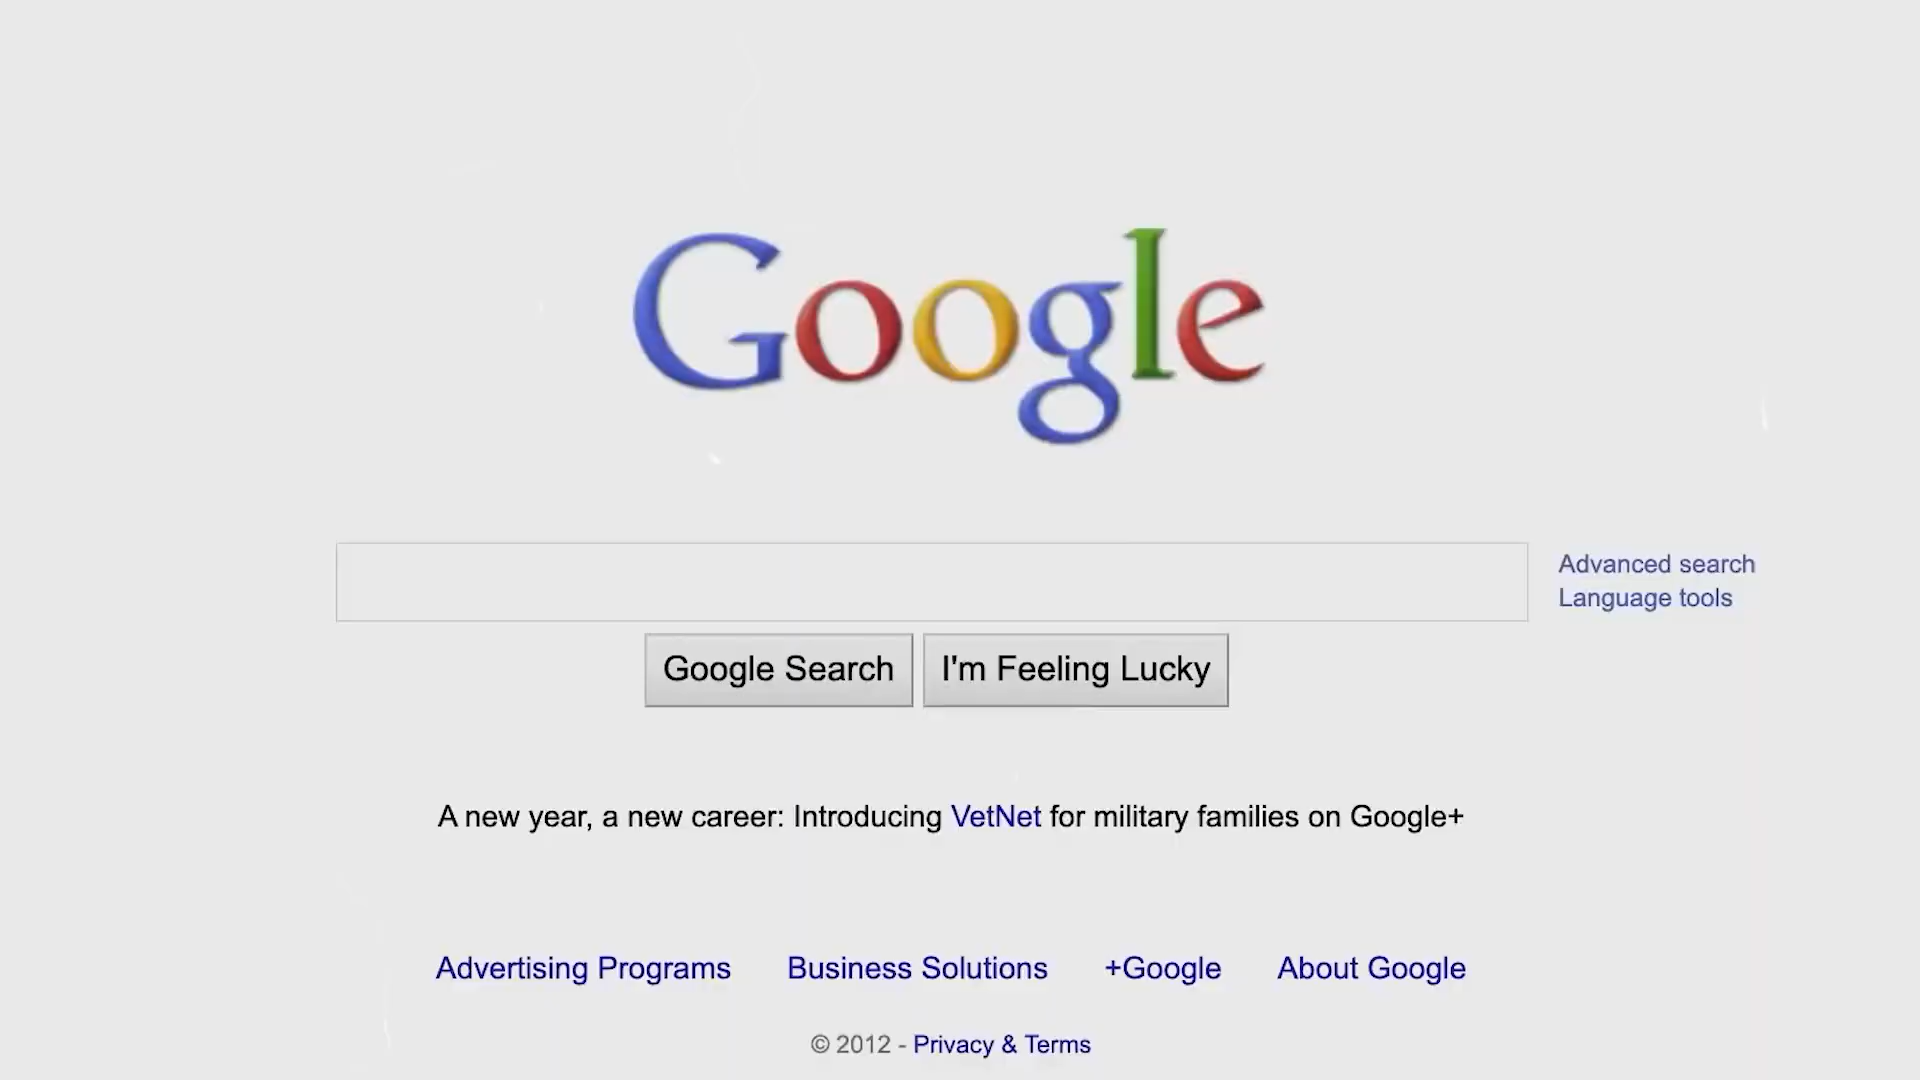 Google
Advanced search
Language tools
Google Search I'm Feeling Lucky
A new year, a new career: Introducing VetNet for military families on Google+
Advertising Programs Business Solutions +Google About Google
© 2012 - Privacy & Terms